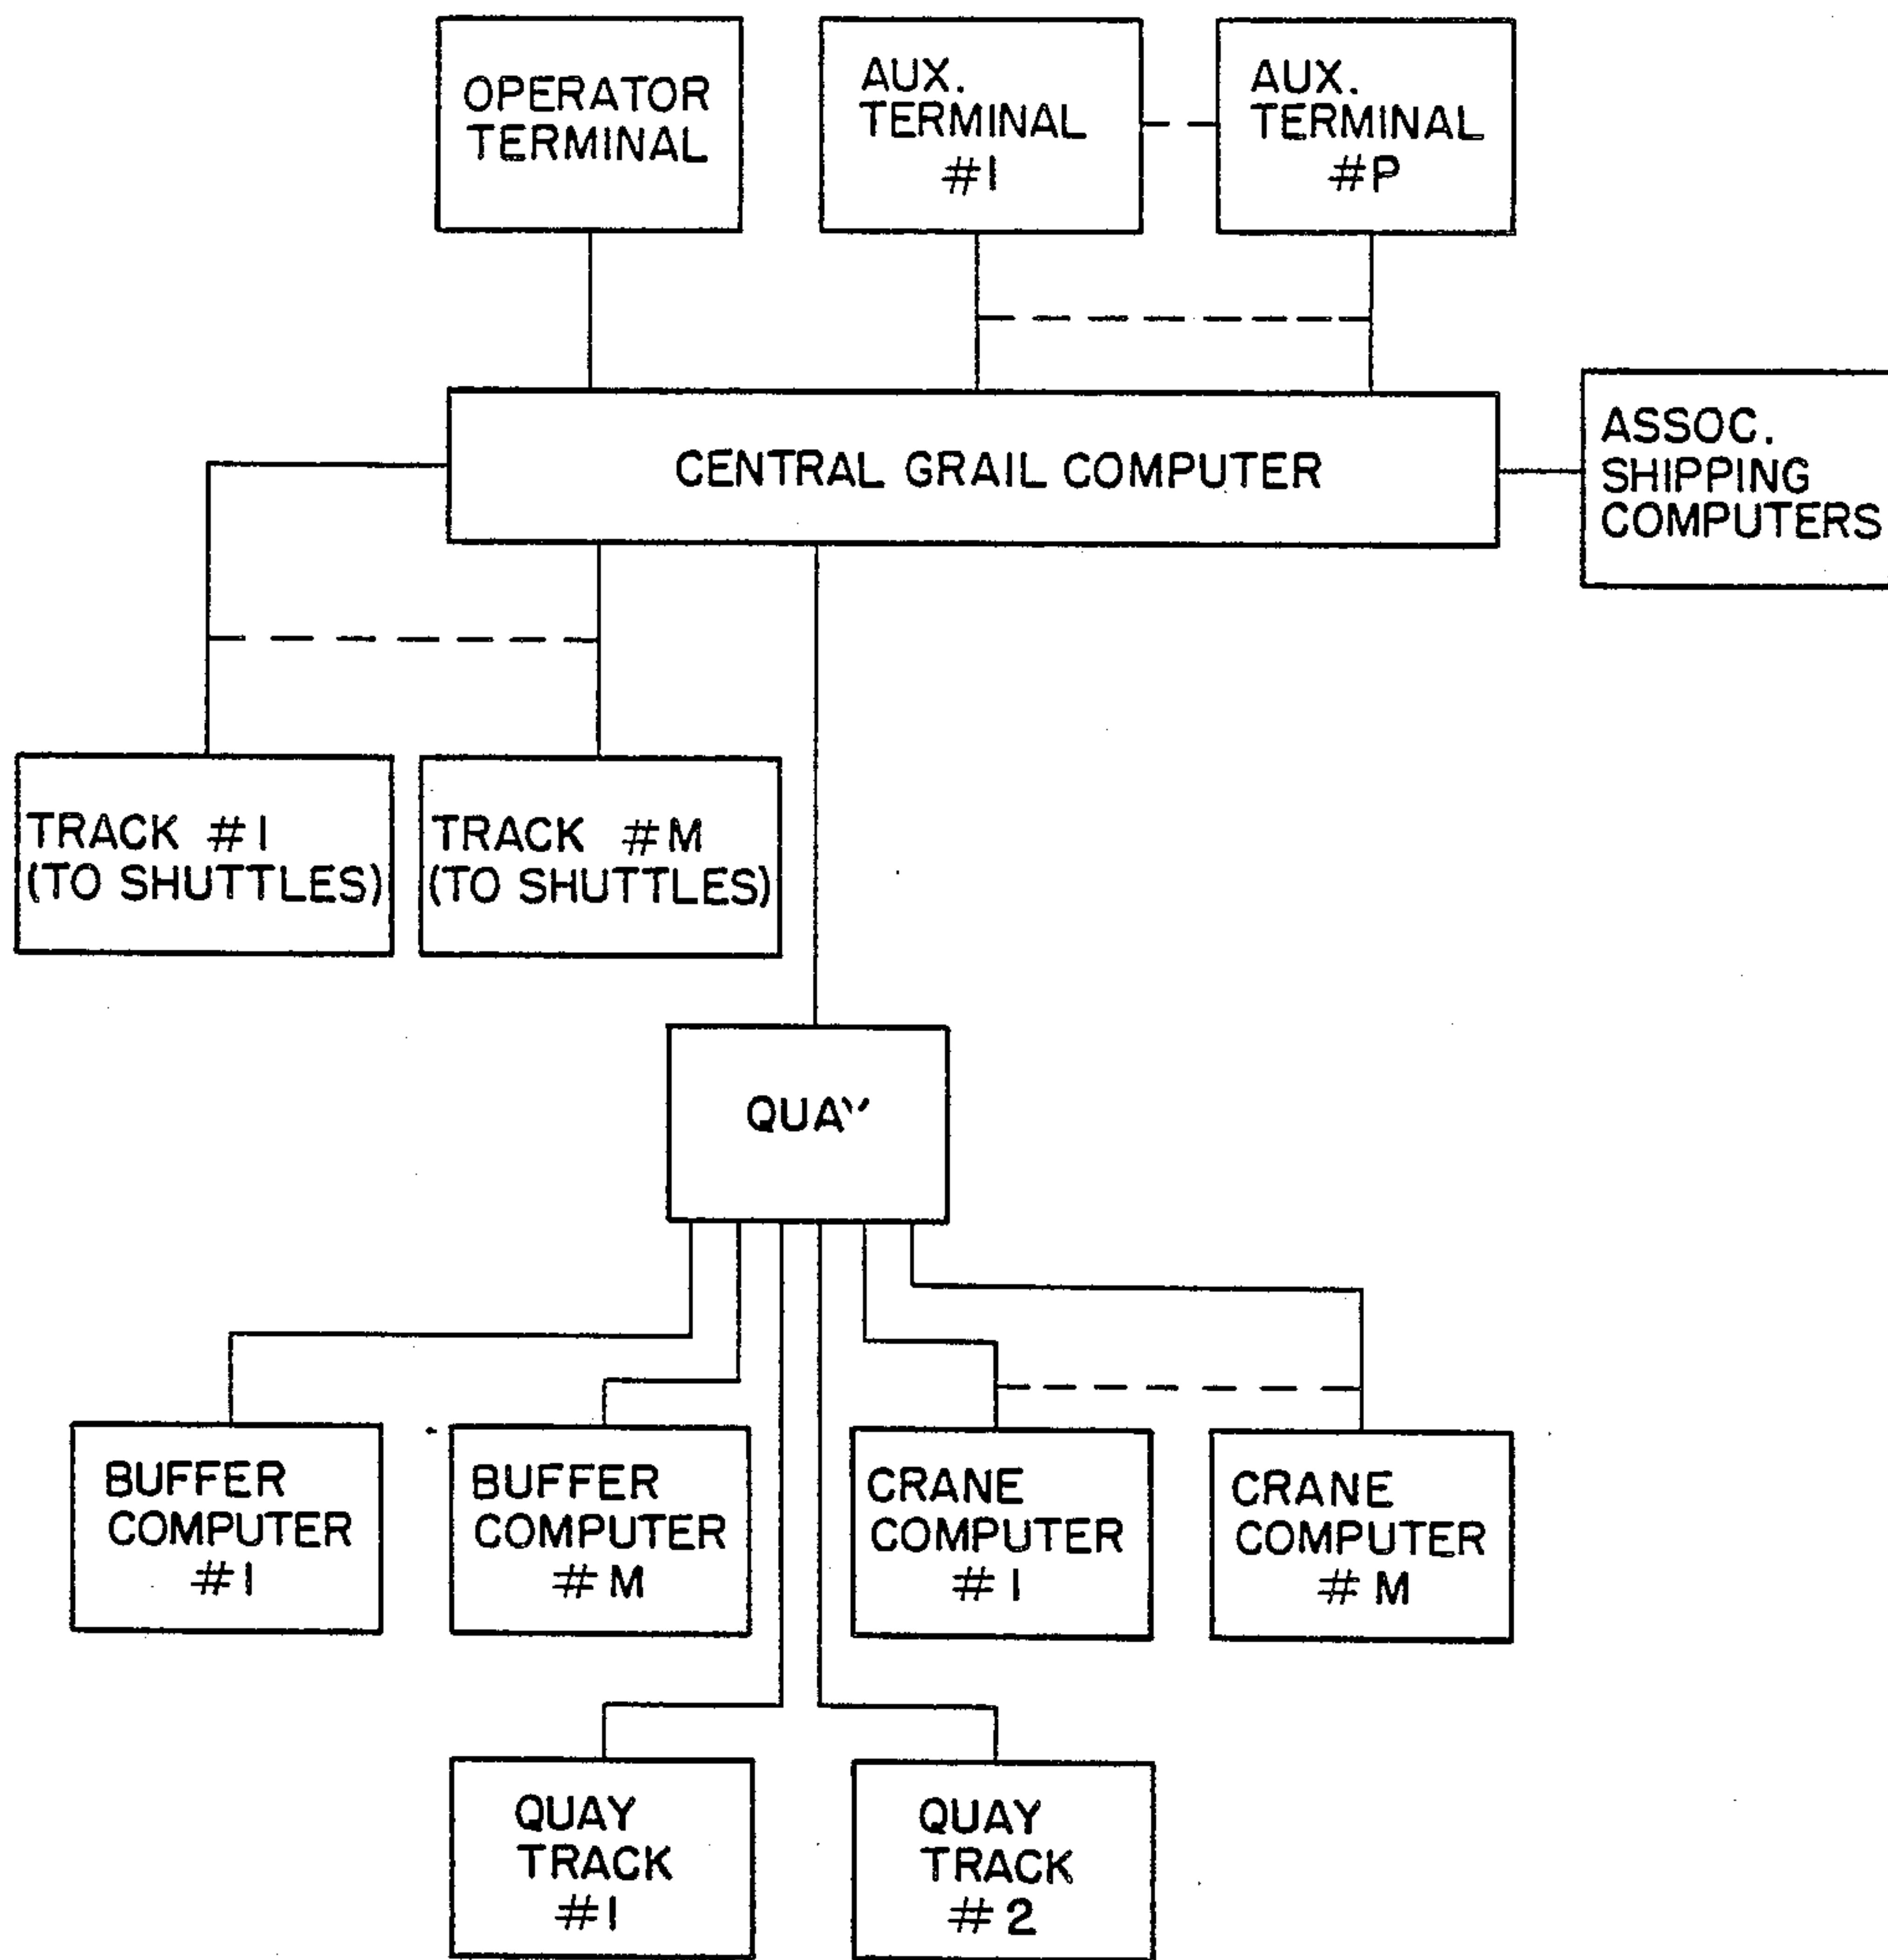 OPERATOR
TERMINAL
AUX.
TERMINAL
#1
AUX.
TERMINAL
#P
CENTRAL GRAIL COMPUTER
ASSOC.
SHIPPING
COMPUTERS
TRACK #1
(TO SHUTTLES)
TRACK #M
(TO SHUTTLES)
QUAY
BUFFER
COMPUTER
#1
BUFFER
COMPUTER
#M
CRANE
COMPUTER
#1
CRANE
COMPUTER
#M
QUAY
TRACK
#1
QUAY
TRACK
#2